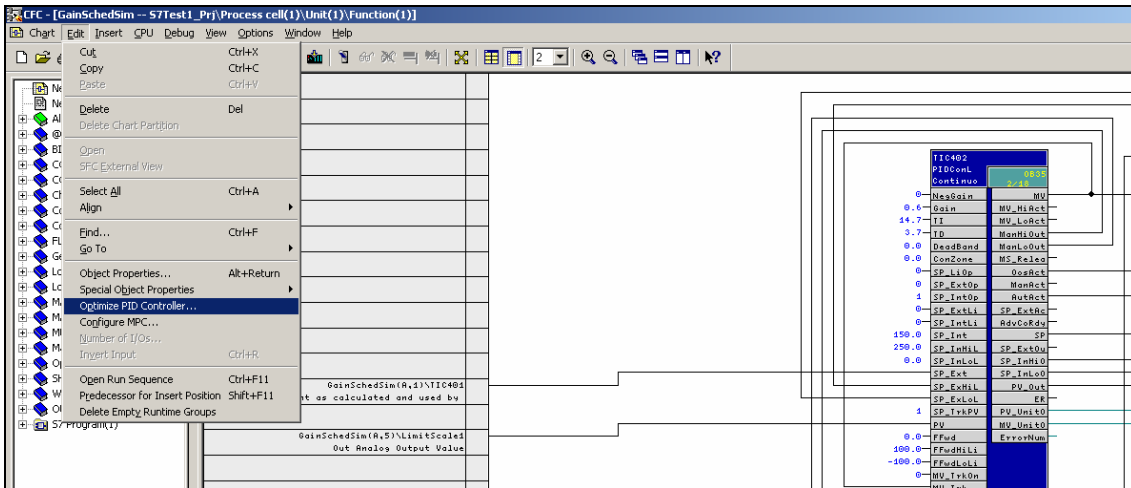 CFC - [GainSchedSim -- S7Test1_Prj\Process cell(1)\Unit(1)\Function(1)]
Chart Edit Insert CPU Debug View Options Window Help
2
Cut Ctrl+X
Copy Ctrl+C
Paste Ctrl+V
Delete Del
Delete Chart Partition
Open
SFC External View
Select All Ctrl+A
Align
Find... Ctrl+F
Go To
Object Properties... Alt+Return
Special Object Properties
Optimize PID Controller...
Configure MPC...
Number of I/Os...
Invert Input Ctrl+R
Open Run Sequence Ctrl+F11
Predecessor for Insert Position Shift+F11
Delete Empty Runtime Groups
S7 Program(1)
GainSchedSim(A,1)\TIC401
nt as calculated and used by
GainSchedSim(A,5)\LimitScale1
Out Analog Output Value
TIC402
PIDConL
Continuo
OB35
2/48
0 NegGain MV
0.6 Gain MV_HiAct
14.7 TI MV_LoAct
3.7 TD ManHiOut
0.0 DeadBand ManLoOut
0.0 ConZone MS_Relea
0 SP_LiOp OosAct
0 SP_ExtOp ManAct
1 SP_IntOp AutAct
0 SP_ExtLi SP_ExtAc
0 SP_IntLi AdvCoRdy
150.0 SP_Int SP
250.0 SP_InHiL SP_ExtOu
0.0 SP_InLoL SP_InHiO
SP_Ext SP_InLoO
SP_ExHiL PV_Out
SP_ExLoL ER
1 SP_TrkPV PV_UnitO
PV MV_UnitO
0.0 FFwd ErrorNum
100.0 FFwdHiLi
-100.0 FFwdLoLi
0 MV_TrkOn